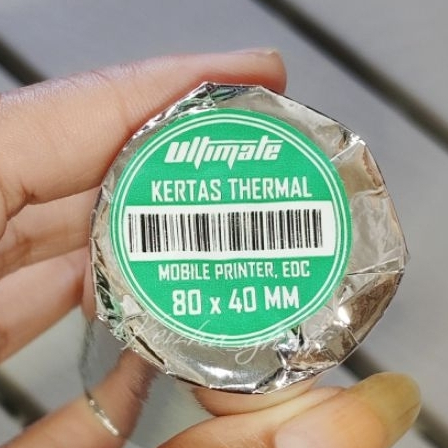 Ultimate
KERTAS THERMAL
MOBILE PRINTER, EDC
80 x 40 MM